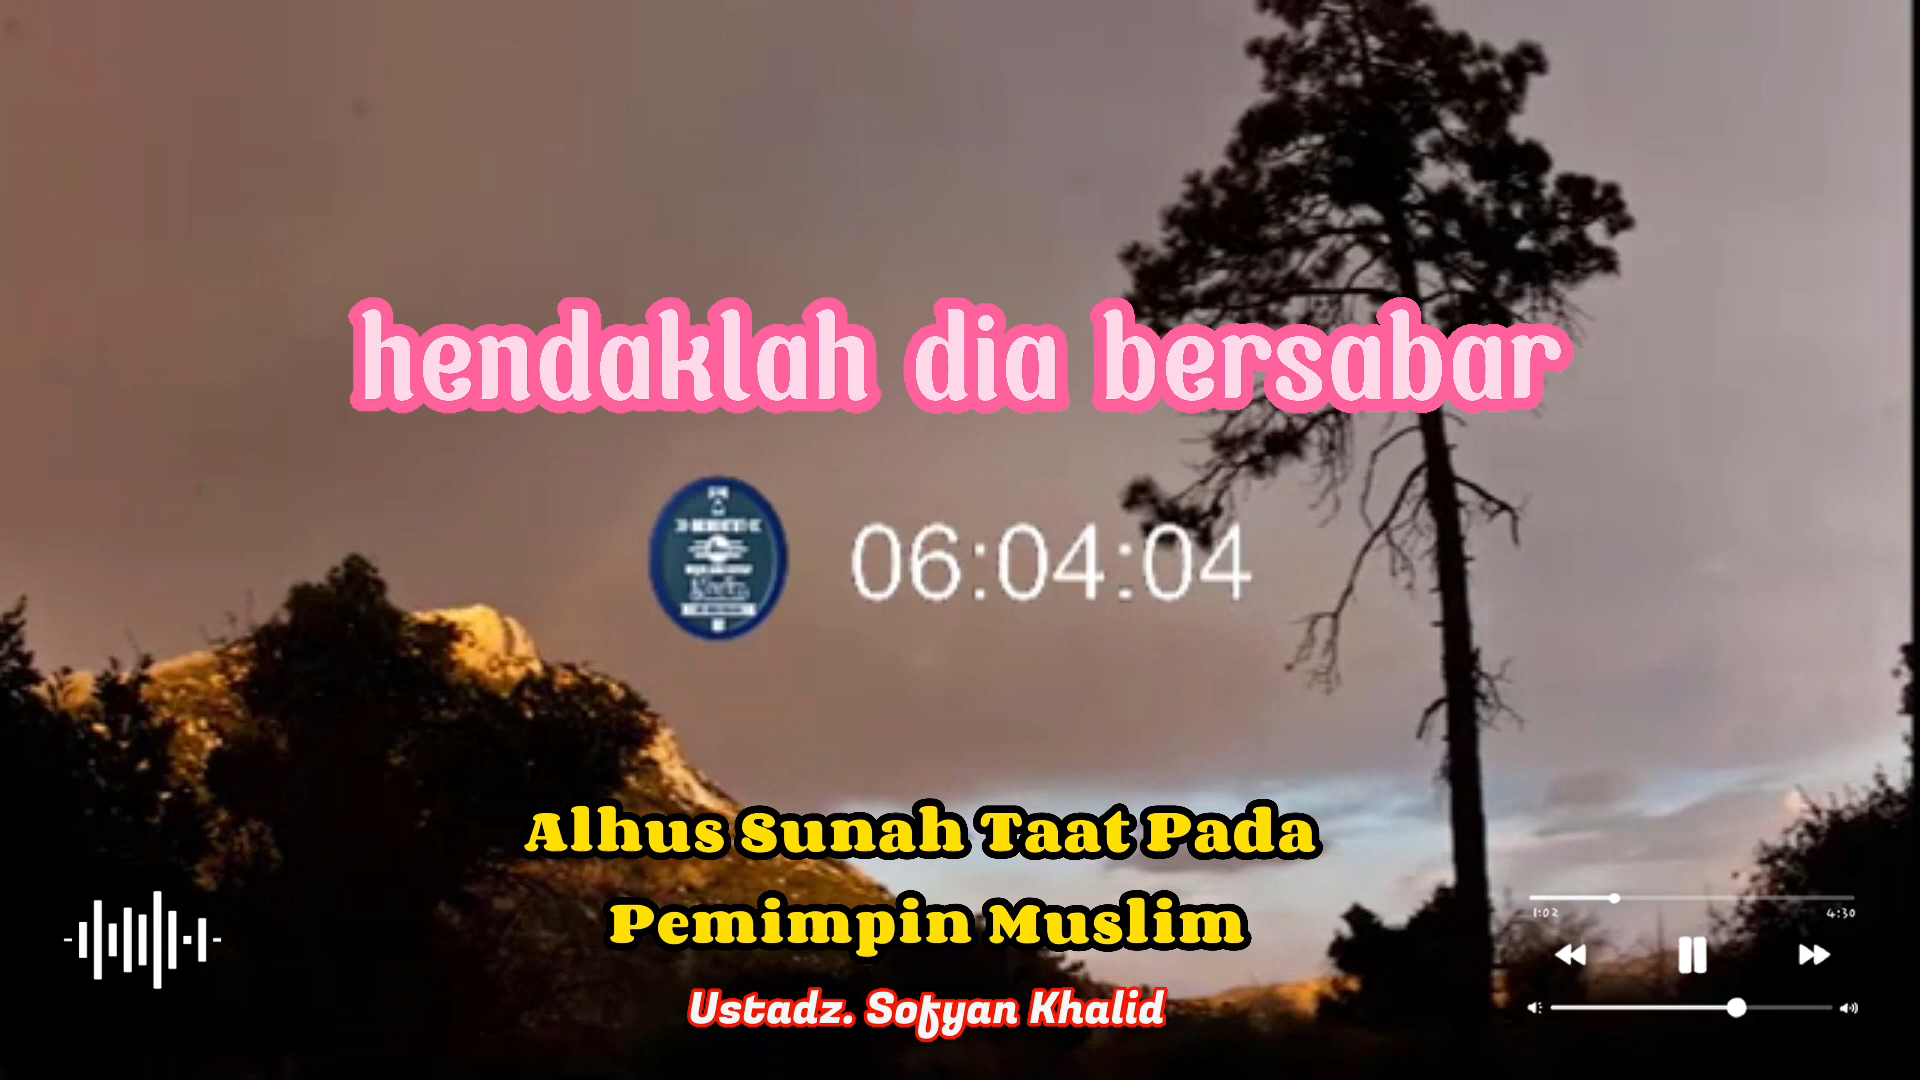 hendaklah dia bersabar
06:04:04
Alhus Sunah Taat Pada
Pemimpin Muslim
Ustadz. Sofyan Khalid
1:02
4:30